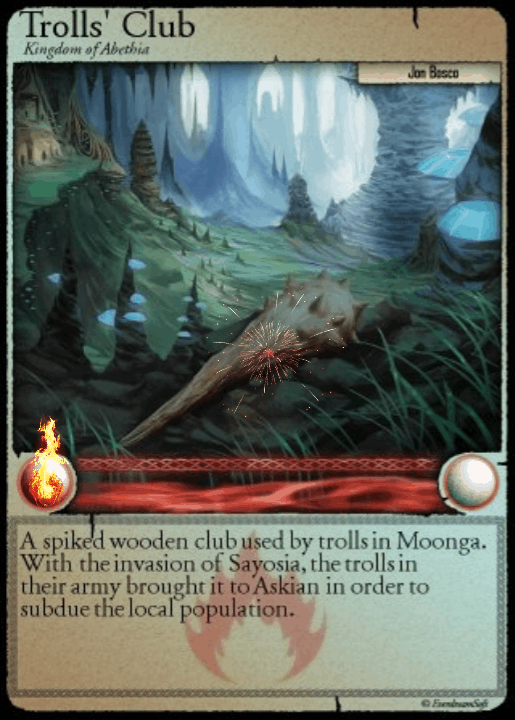 Trolls' Club
Kingdom of Abethia
Jon Bosco
A spiked wooden club used by trolls in Moonga.
With the invasion of Sayosia, the trolls in
their army brought it to Askian in order to
subdue the local population.
© EverdreamSoft